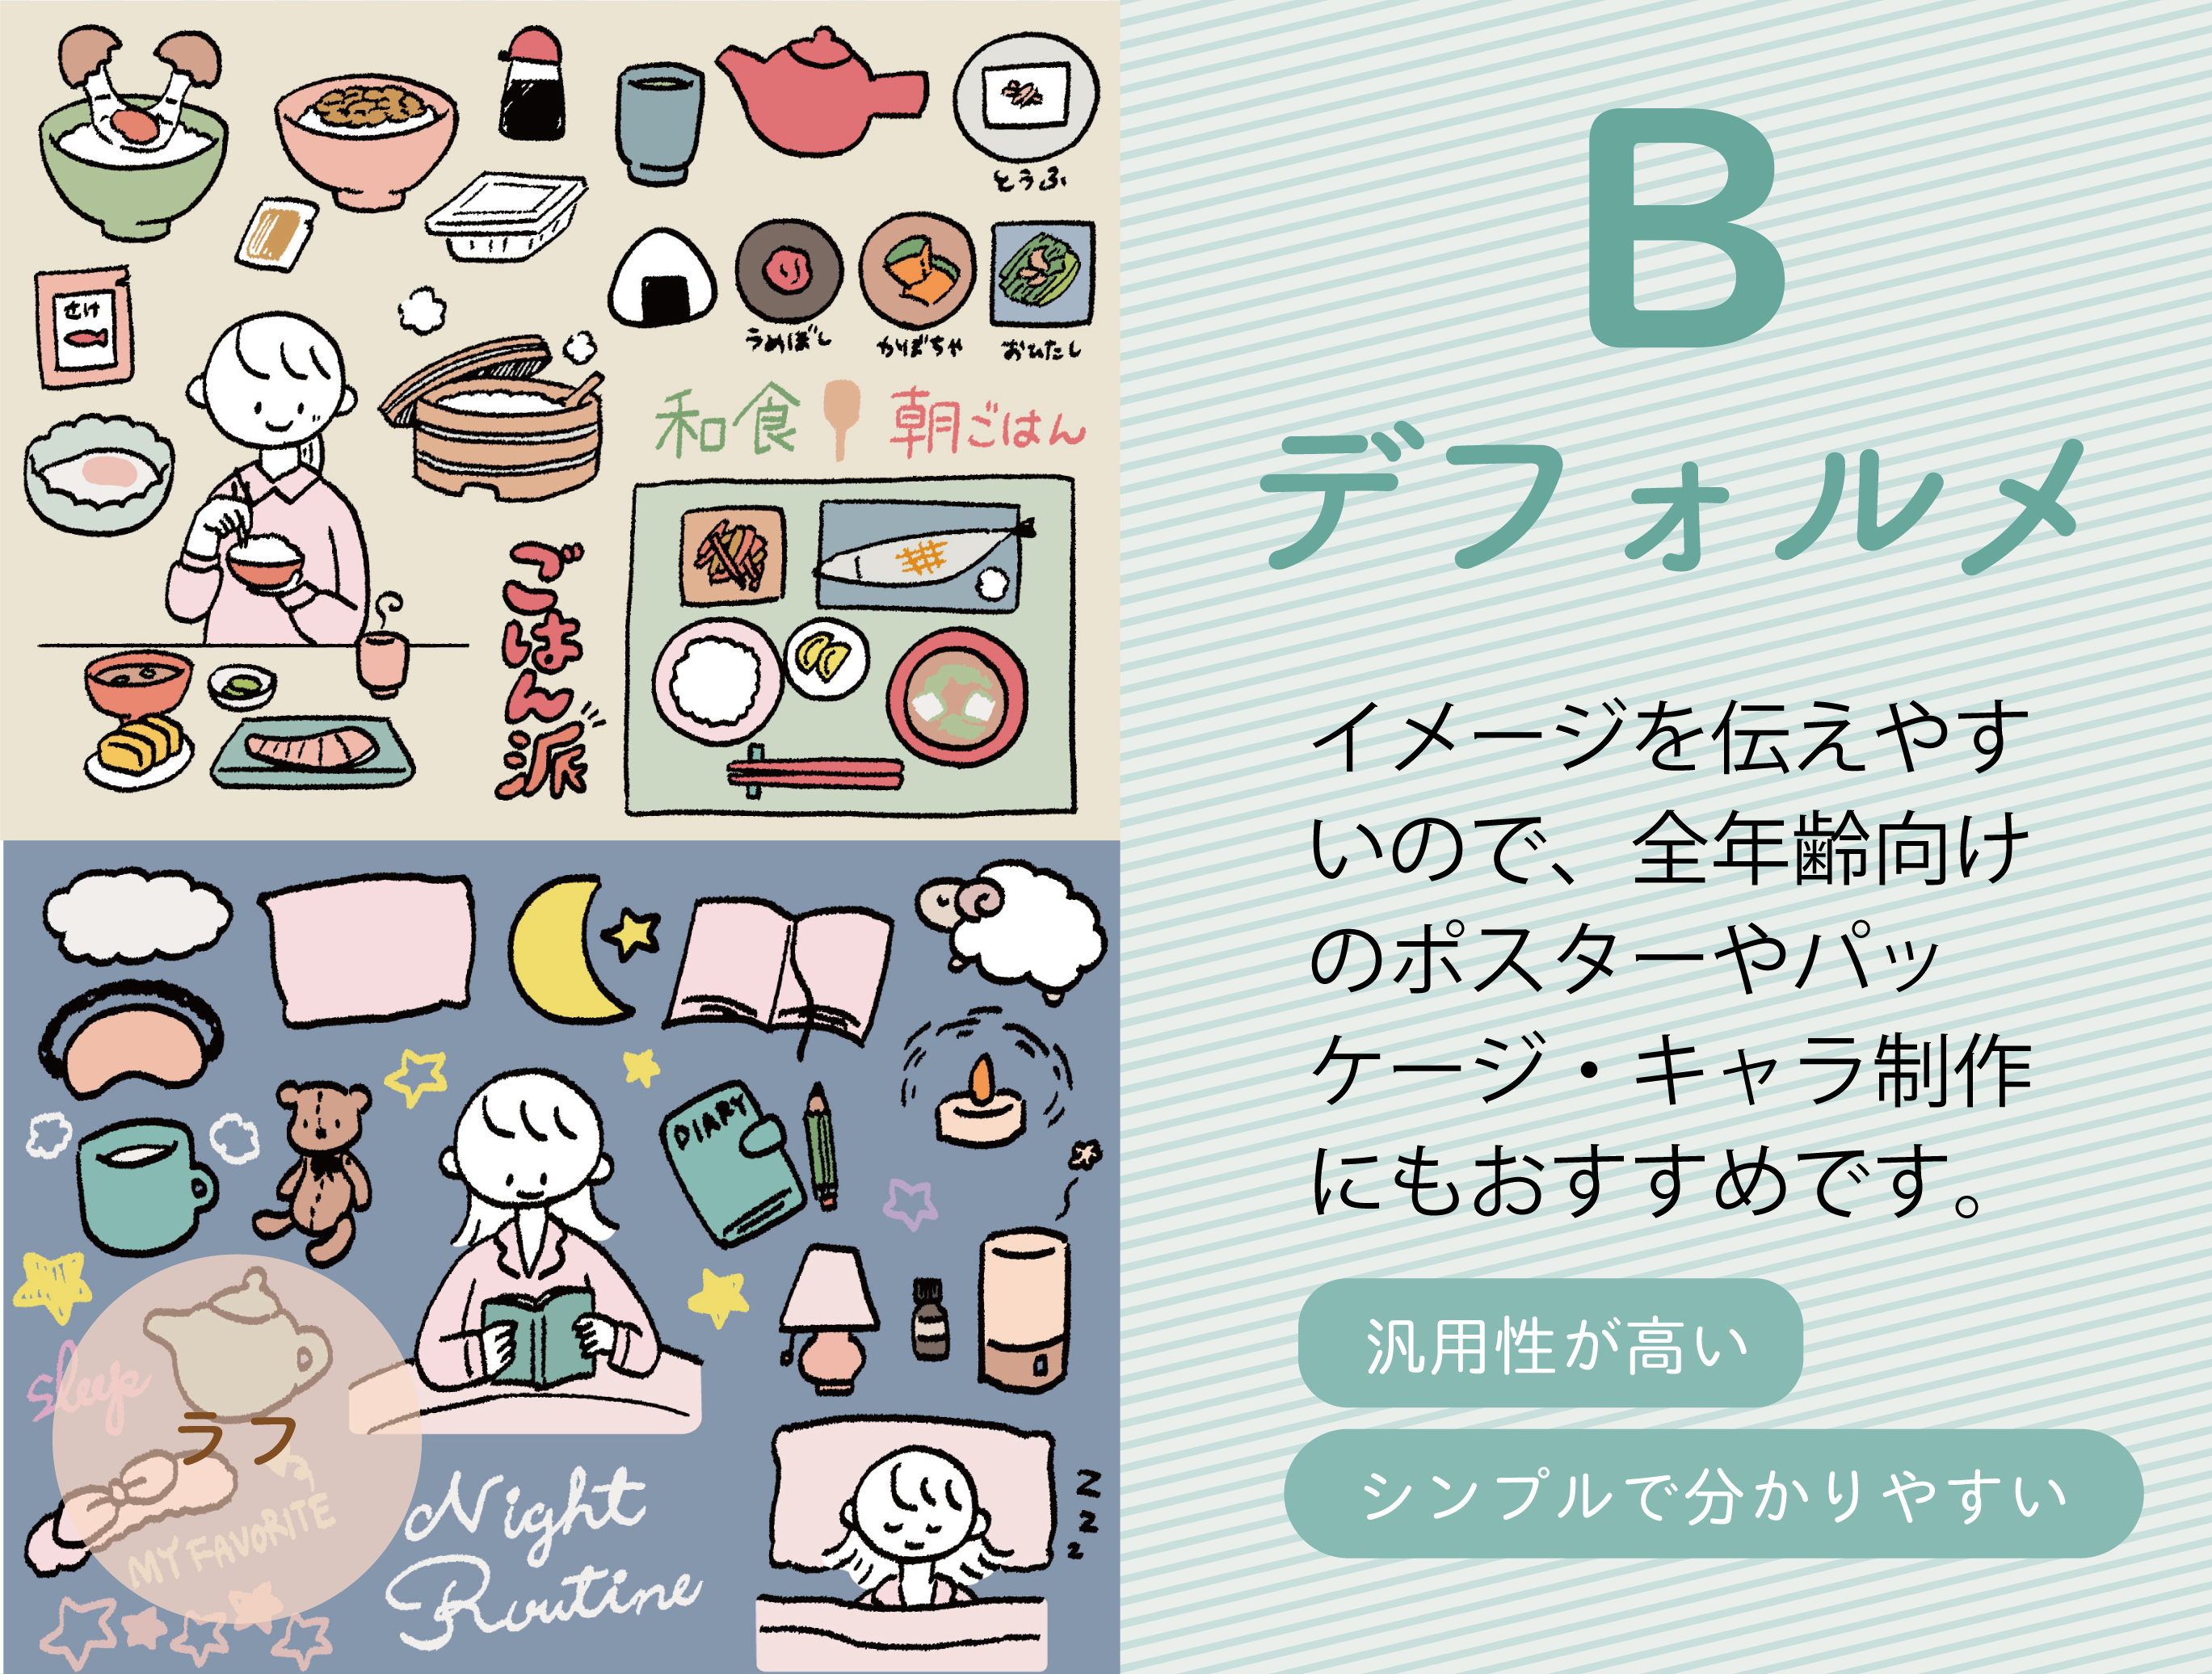 とうふ
さけ
うめぼし
かぼちゃ
おひたし
和食
朝ごはん
ごはん派
DIARY
sleep
ラフ
MY FAVORITE
Night
Routine
z
z
z
B
デフォルメ
イメージを伝えやす
いので、全年齢向け
のポスターやパッ
ケージ・キャラ制作
にもおすすめです。
汎用性が高い
シンプルで分かりやすい